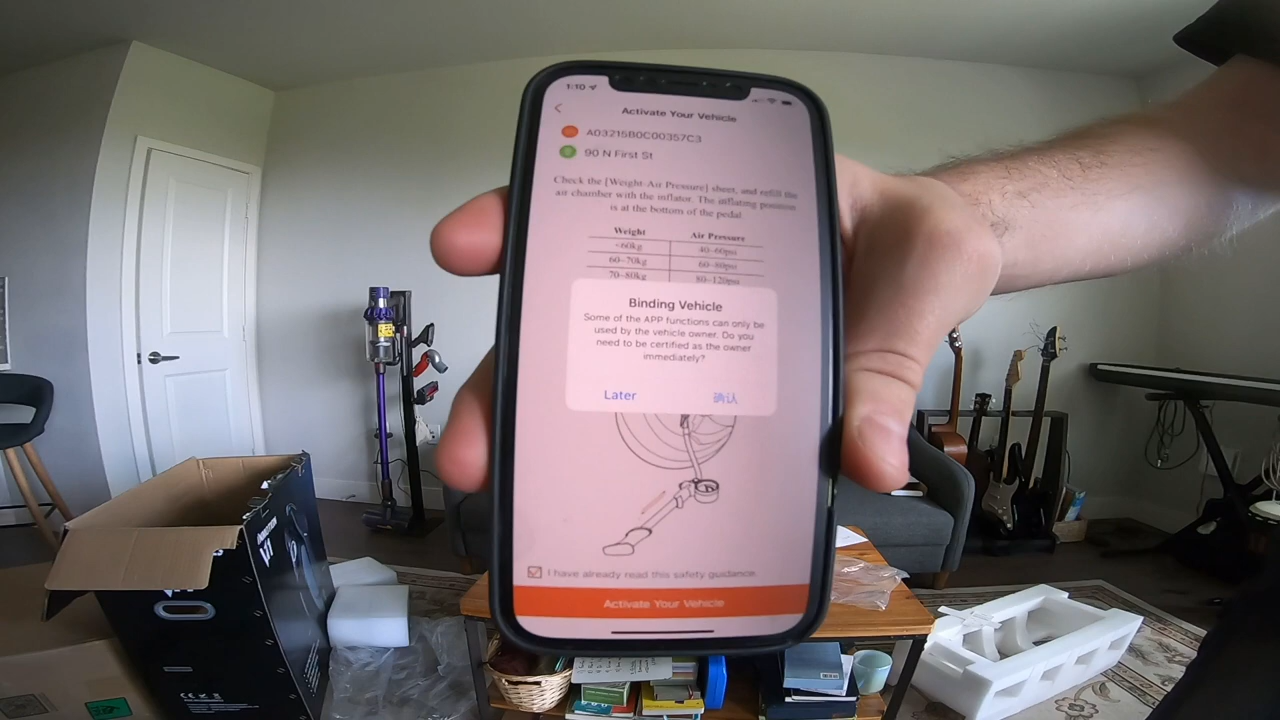 1:10
Activate Your Vehicle
A03215B0C00357C3
90 N First St
Check the [Weight-Air Pressure] sheet, and refill the
air chamber with the inflator. The inflating position
is at the bottom of the pedal
Weight Air Pressure
<60kg 40~60psi
60~70kg 60~80psi
70~80kg 80~120psi
Binding Vehicle
Some of the APP functions can only be
used by the vehicle owner. Do you
need to be certified as the owner
immediately?
Later 确认
I have already read this safety guidance.
Activate Your Vehicle
V11